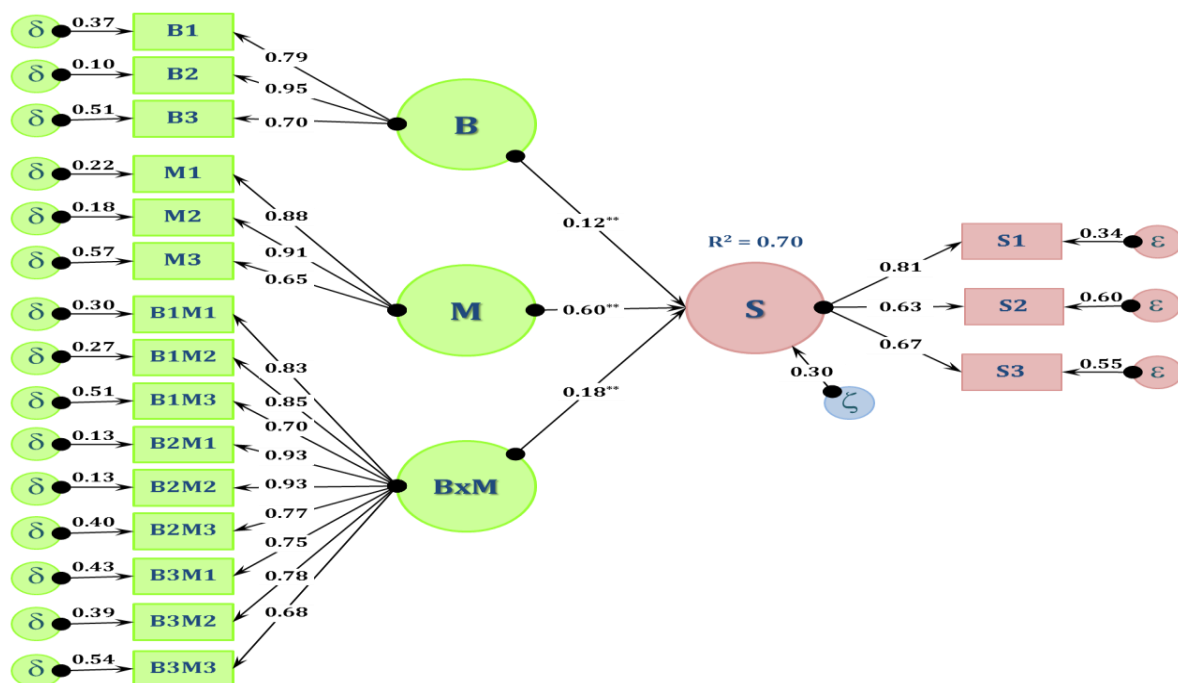 δ 0.37 B1
δ 0.10 B2
δ 0.51 B3
0.79
0.95
0.70
B
δ 0.22 M1
δ 0.18 M2
δ 0.57 M3
0.88
0.91
0.65
M
δ 0.30 B1M1
δ 0.27 B1M2
δ 0.51 B1M3
δ 0.13 B2M1
δ 0.13 B2M2
δ 0.40 B2M3
δ 0.43 B3M1
δ 0.39 B3M2
δ 0.54 B3M3
0.83
0.85
0.70
0.93
0.93
0.77
0.75
0.78
0.68
BxM
0.12**
0.60**
0.18**
R² = 0.70
S
0.30
ζ
0.81
0.63
0.67
S1 0.34 ε
S2 0.60 ε
S3 0.55 ε